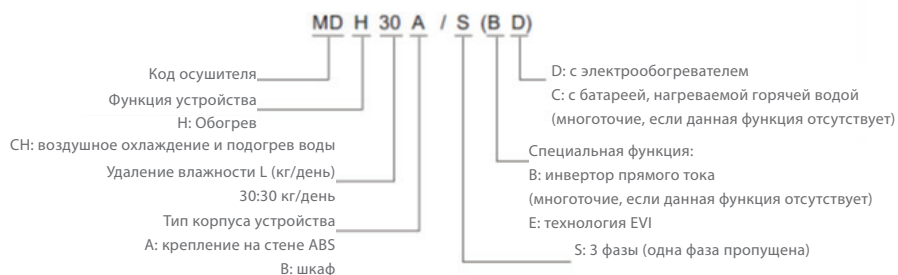 MD H 30 A / S (B D)
Код осушителя
Функция устройства
H: Обогрев
CH: воздушное охлаждение и подогрев воды
Удаление влажности L (кг/день)
30:30 кг/день
Тип корпуса устройства
A: крепление на стене ABS
B: шкаф
D: с электрообогревателем
C: с батареей, нагреваемой горячей водой
(многоточие, если данная функция отсутствует)
Специальная функция:
B: инвертор прямого тока
(многоточие, если данная функция отсутствует)
E: технология EVI
S: 3 фазы (одна фаза пропущена)